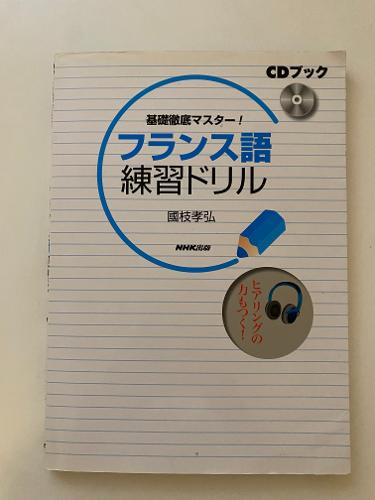 CDブック
基礎徹底マスター！
フランス語
練習ドリル
國枝孝弘
NHK出版
ヒアリングの
力もつく！